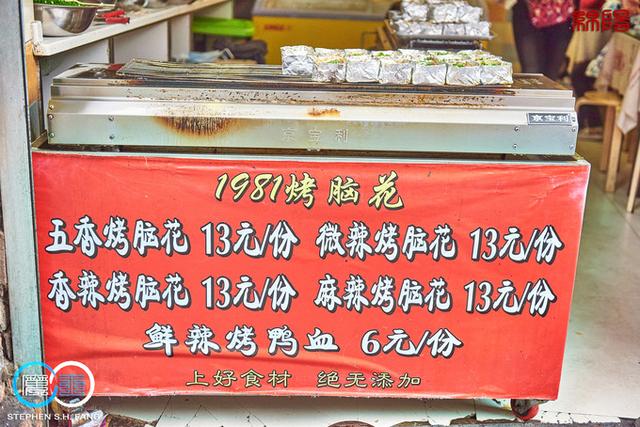 京宝利
京宝利
1981烤脑花
五香烤脑花 13元/份 微辣烤脑花 13元/份
香辣烤脑花 13元/份 麻辣烤脑花 13元/份
鲜辣烤鸭血 6元/份
上好食材 绝无添加
STEPHEN S.H. FANG